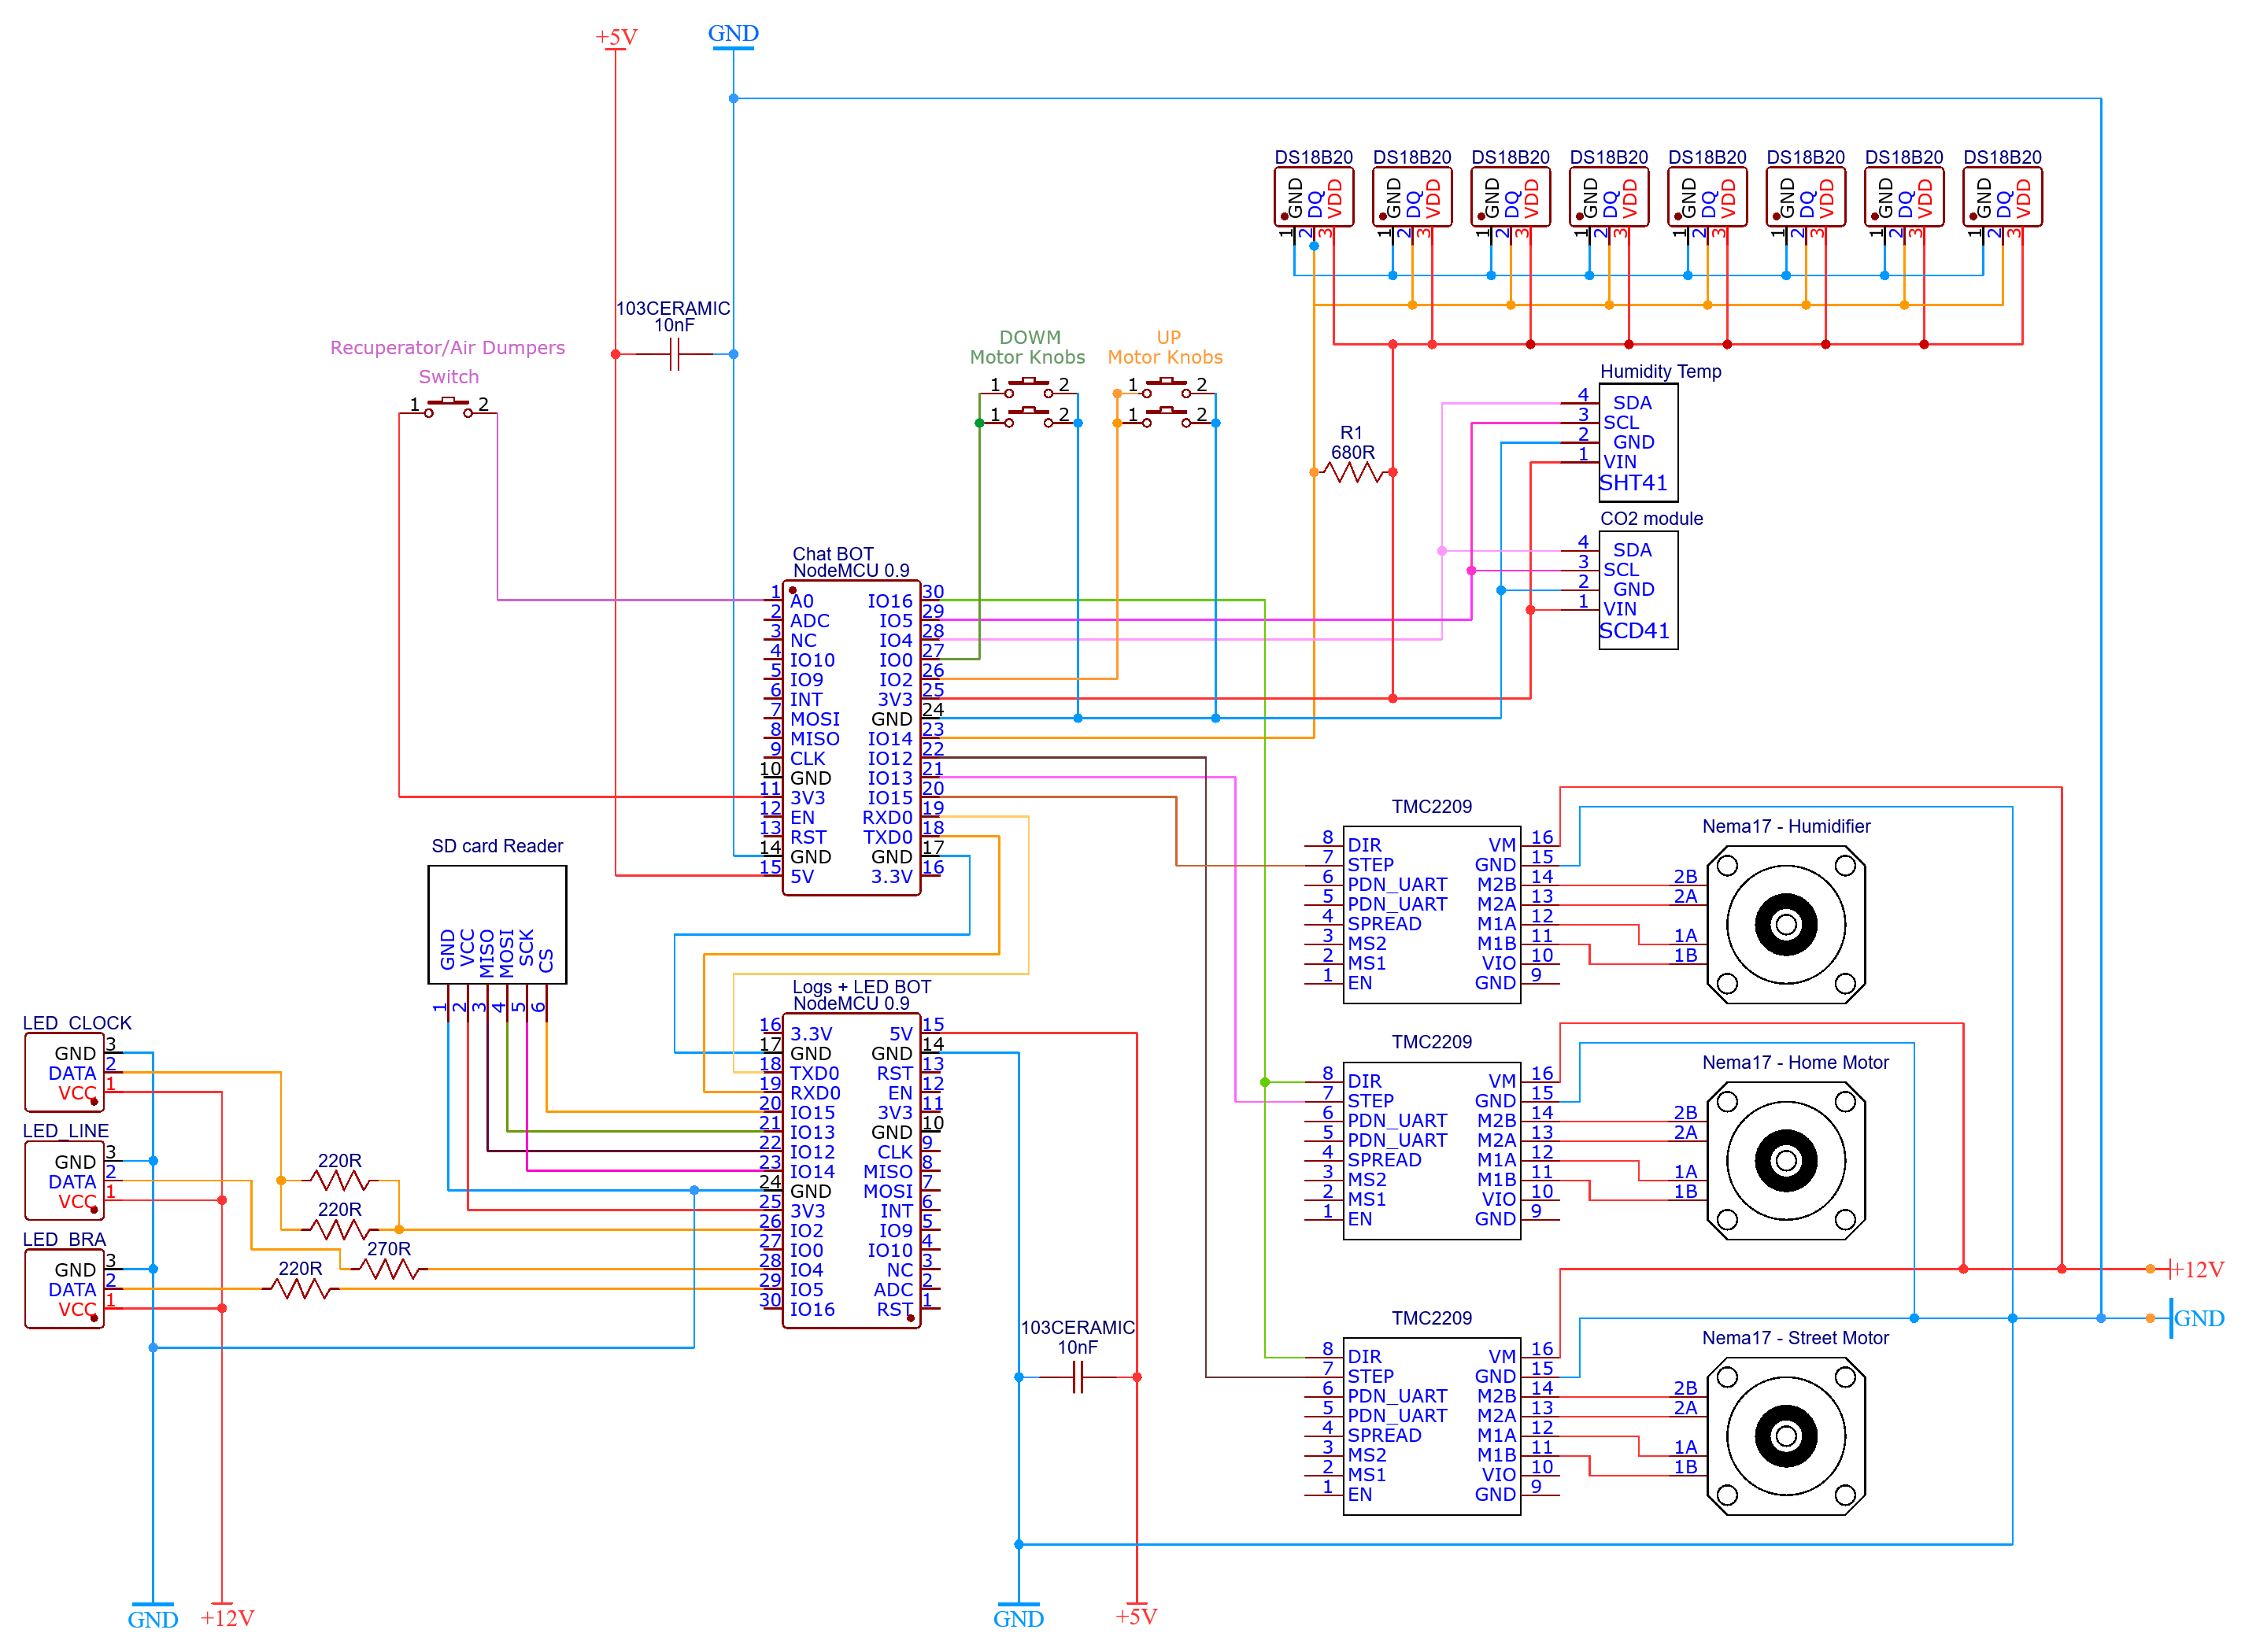 +5V
GND
DS18B20 DS18B20 DS18B20 DS18B20 DS18B20 DS18B20 DS18B20 DS18B20
GND DQ VDD GND DQ VDD GND DQ VDD GND DQ VDD GND DQ VDD GND DQ VDD GND DQ VDD GND DQ VDD
1 2 3 1 2 3 1 2 3 1 2 3 1 2 3 1 2 3 1 2 3 1 2 3
103CERAMIC
10nF
Recuperator/Air Dumpers
Switch
1 2
DOWM
Motor Knobs
1 2
1 2
UP
Motor Knobs
1 2
1 2
R1
680R
Humidity Temp
4 SDA
3 SCL
2 GND
1 VIN
SHT41
CO2 module
4 SDA
3 SCL
2 GND
1 VIN
SCD41
Chat BOT
NodeMCU 0.9
1 A0 IO16 30
2 ADC IO5 29
3 NC IO4 28
4 IO10 IO0 27
5 IO9 IO2 26
6 INT 3V3 25
7 MOSI GND 24
8 MISO IO14 23
9 CLK IO12 22
10 GND IO13 21
11 3V3 IO15 20
12 EN RXD0 19
13 RST TXD0 18
14 GND GND 17
15 5V 3.3V 16
SD card Reader
GND VCC MISO MOSI SCK CS
1 2 3 4 5 6
Logs + LED BOT
NodeMCU 0.9
16 3.3V 5V 15
17 GND GND 14
18 TXD0 RST 13
19 RXD0 EN 12
20 IO15 3V3 11
21 IO13 GND 10
22 IO12 CLK 9
23 IO14 MISO 8
24 GND MOSI 7
25 3V3 INT 6
26 IO2 IO9 5
27 IO0 IO10 4
28 IO4 NC 3
29 IO5 ADC 2
30 IO16 RST 1
LED_CLOCK
GND 3
DATA 2
VCC 1
LED_LINE
GND 3
DATA 2
VCC 1
LED_BRA
GND 3
DATA 2
VCC 1
220R
220R
270R
220R
103CERAMIC
10nF
TMC2209
8 DIR VM 16
7 STEP GND 15
6 PDN_UART M2B 14
5 PDN_UART M2A 13
4 SPREAD M1A 12
3 MS2 M1B 11
2 MS1 VIO 10
1 EN GND 9
Nema17 - Humidifier
2B
2A
1A
1B
TMC2209
8 DIR VM 16
7 STEP GND 15
6 PDN_UART M2B 14
5 PDN_UART M2A 13
4 SPREAD M1A 12
3 MS2 M1B 11
2 MS1 VIO 10
1 EN GND 9
Nema17 - Home Motor
2B
2A
1A
1B
+12V
GND
TMC2209
8 DIR VM 16
7 STEP GND 15
6 PDN_UART M2B 14
5 PDN_UART M2A 13
4 SPREAD M1A 12
3 MS2 M1B 11
2 MS1 VIO 10
1 EN GND 9
Nema17 - Street Motor
2B
2A
1A
1B
GND
+12V
GND
+5V